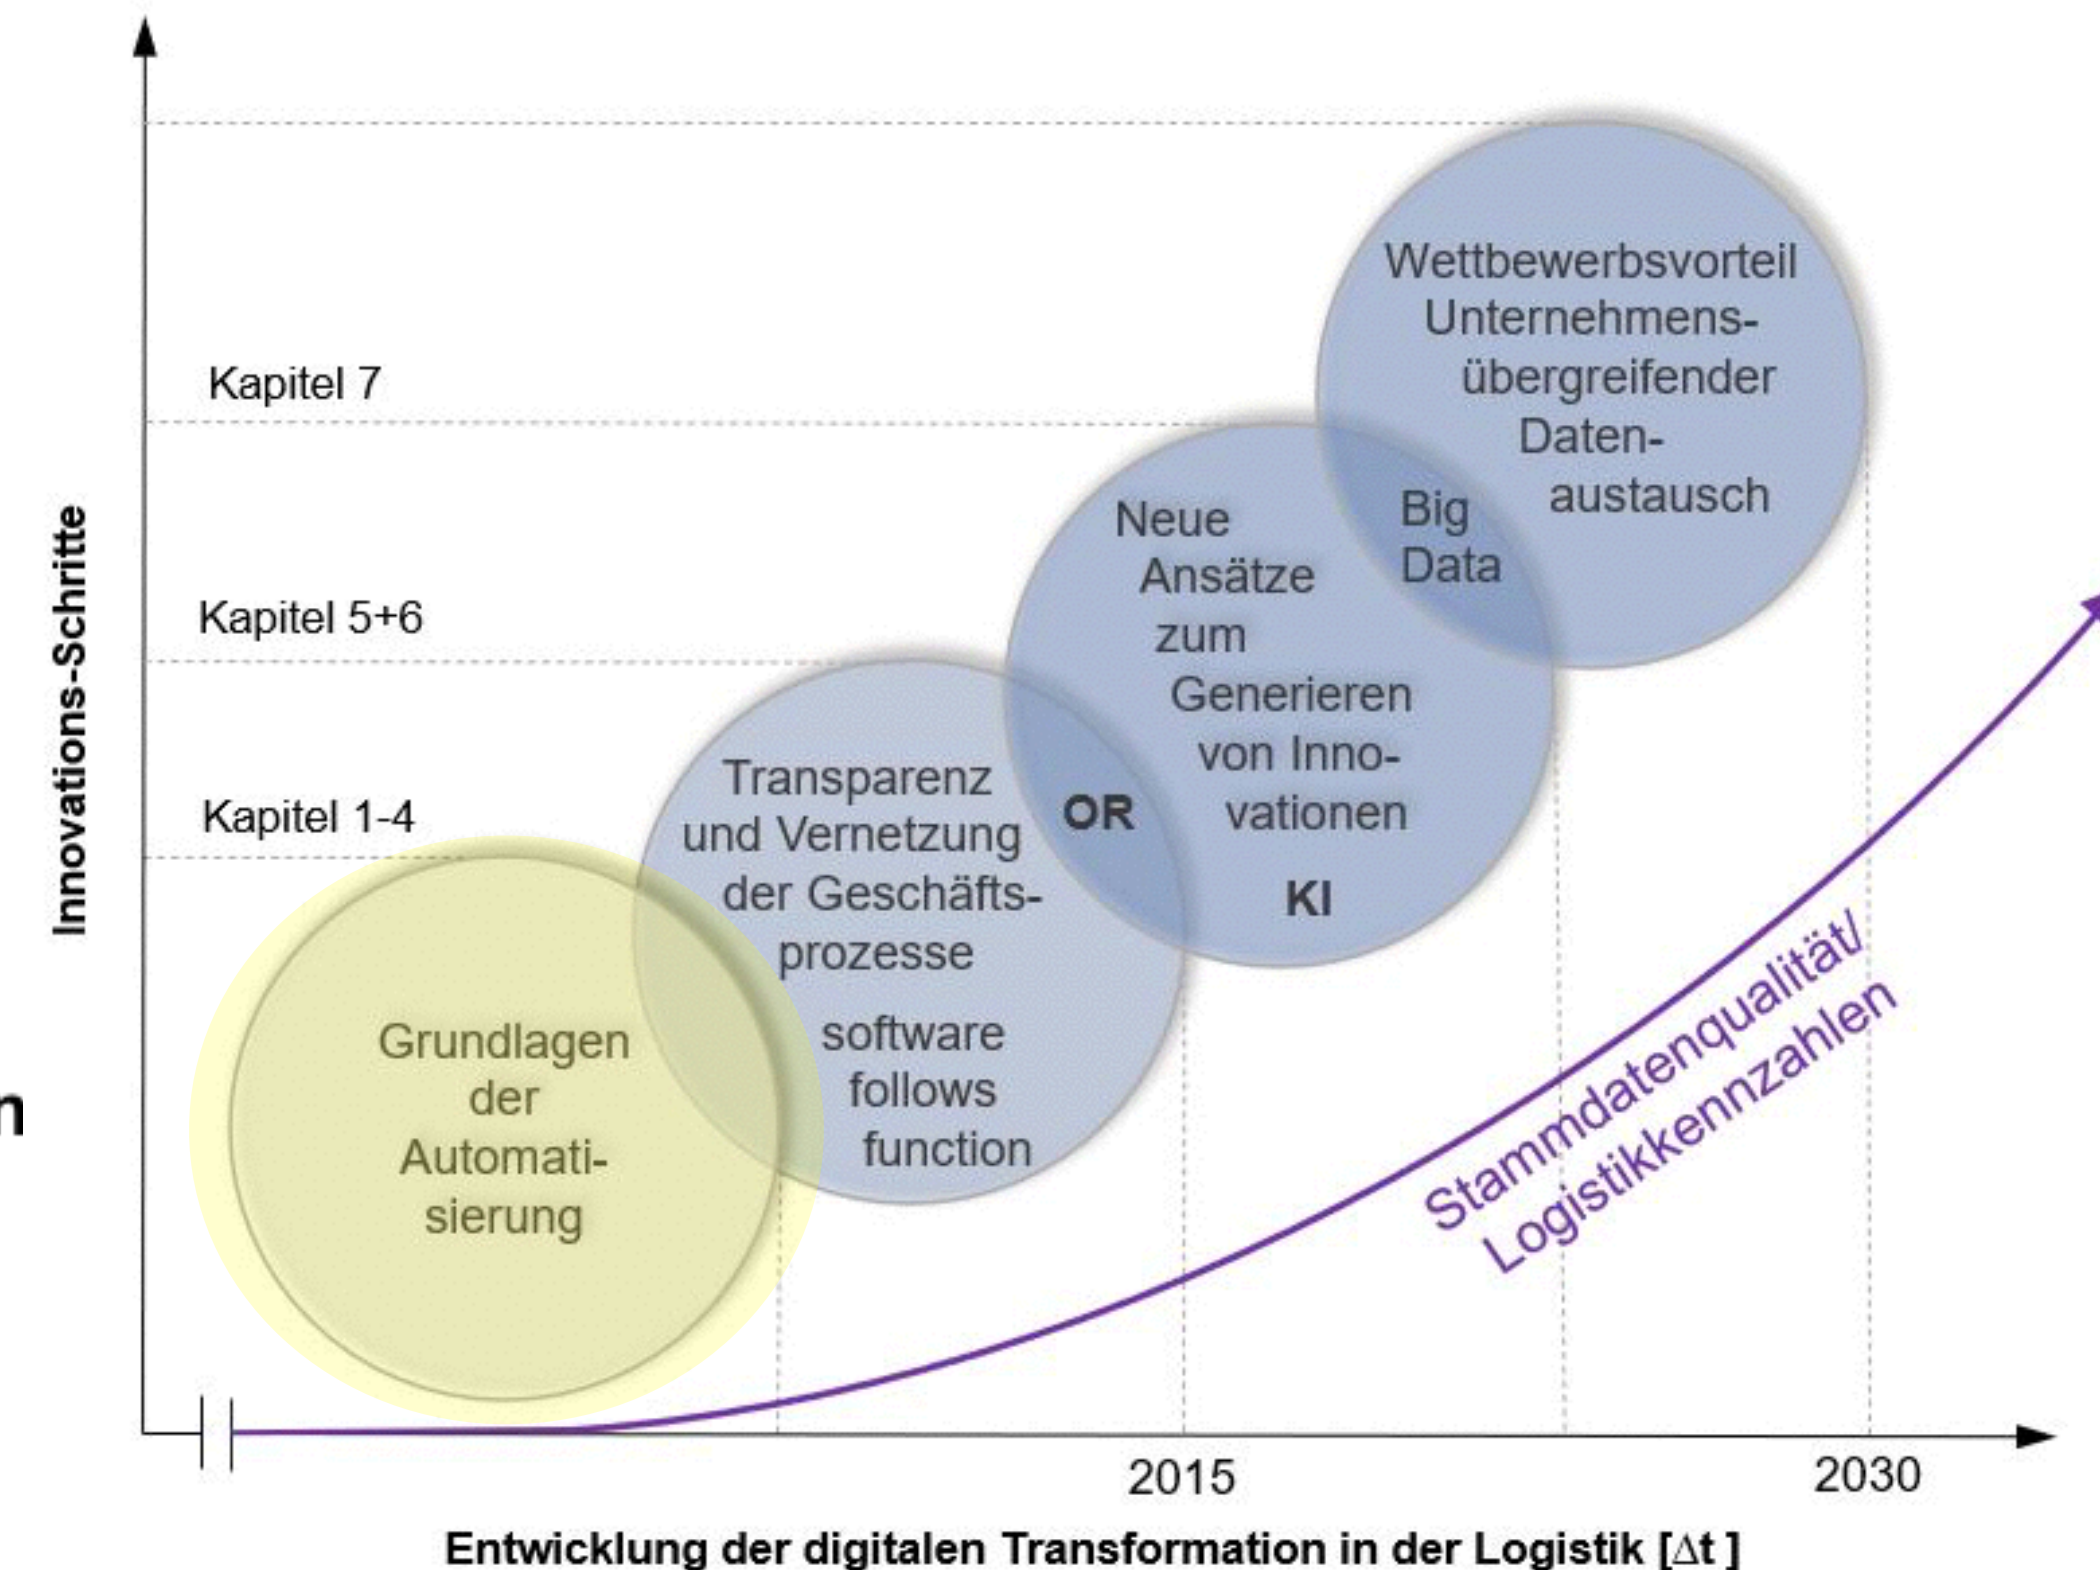 Innovations-Schritte
Kapitel 7
Kapitel 5+6
Kapitel 1-4
Grundlagen
der
Automati-
sierung
Transparenz
und Vernetzung
der Geschäfts-
prozesse
software
follows
function
OR
Neue
Ansätze
zum
Generieren
von Inno-
vationen
KI
Big
Data
Wettbewerbsvorteil
Unternehmens-
übergreifender
Daten-
austausch
Stammdatenqualität/
Logistikkennzahlen
2015
2030
Entwicklung der digitalen Transformation in der Logistik [Δt ]